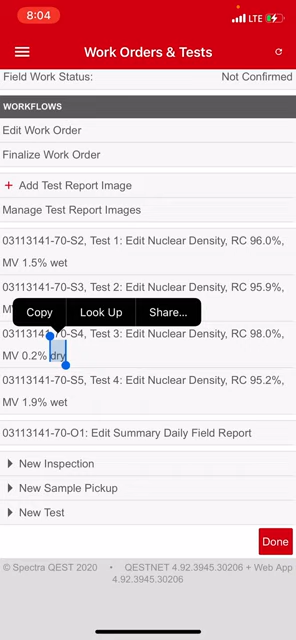 8:04
LTE
Work Orders & Tests
Field Work Status: Not Confirmed
WORKFLOWS
Edit Work Order
Finalize Work Order
+ Add Test Report Image
Manage Test Report Images
03113141-70-S2, Test 1: Edit Nuclear Density, RC 96.0%,
MV 1.5% wet
03113141-70-S3, Test 2: Edit Nuclear Density, RC 95.9%,
Copy Look Up Share...
03113141-70-S4, Test 3: Edit Nuclear Density, RC 98.0%,
MV 0.2% dry
03113141-70-S5, Test 4: Edit Nuclear Density, RC 95.2%,
MV 1.9% wet
03113141-70-O1: Edit Summary Daily Field Report
New Inspection
New Sample Pickup
New Test
Done
© Spectra QEST 2020 • QESTNET 4.92.3945.30206 + Web App
4.92.3945.30206